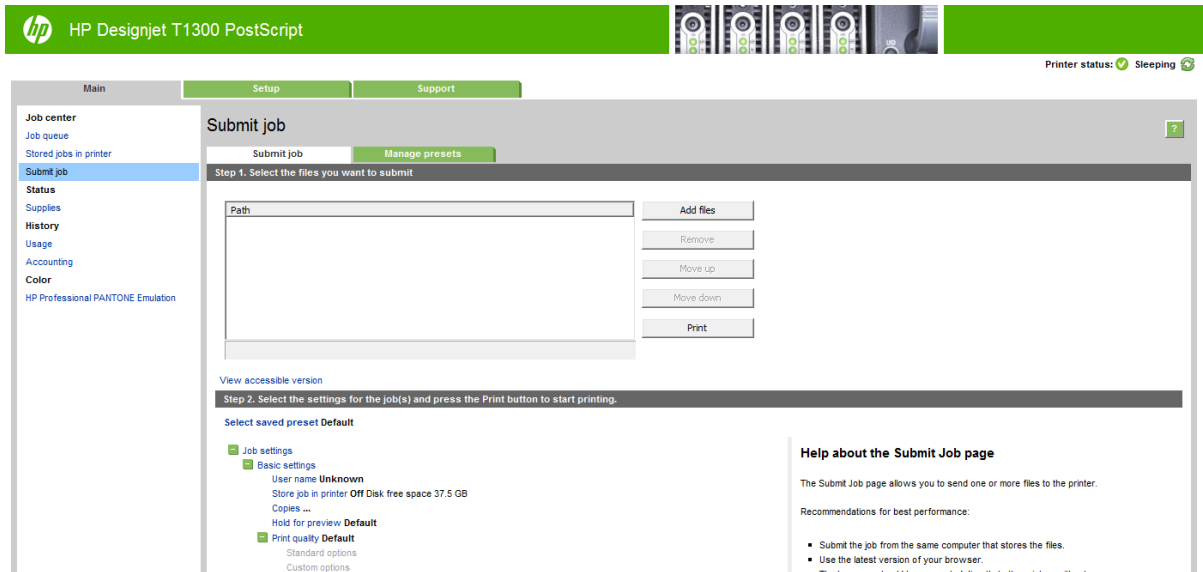 hp HP Designjet T1300 PostScript
Printer status: Sleeping
Main Setup Support
Job center
Job queue
Stored jobs in printer
Submit job
Status
Supplies
History
Usage
Accounting
Color
HP Professional PANTONE Emulation
Submit job
?
Submit job Manage presets
Step 1. Select the files you want to submit
Path
Add files
Remove
Move up
Move down
Print
View accessible version
Step 2. Select the settings for the job(s) and press the Print button to start printing.
Select saved preset Default
Job settings
Basic settings
User name Unknown
Store job in printer Off Disk free space 37.5 GB
Copies ...
Hold for preview Default
Print quality Default
Standard options
Custom options
Help about the Submit Job page
The Submit Job page allows you to send one or more files to the printer.
Recommendations for best performance:
Submit the job from the same computer that stores the files.
Use the latest version of your browser.